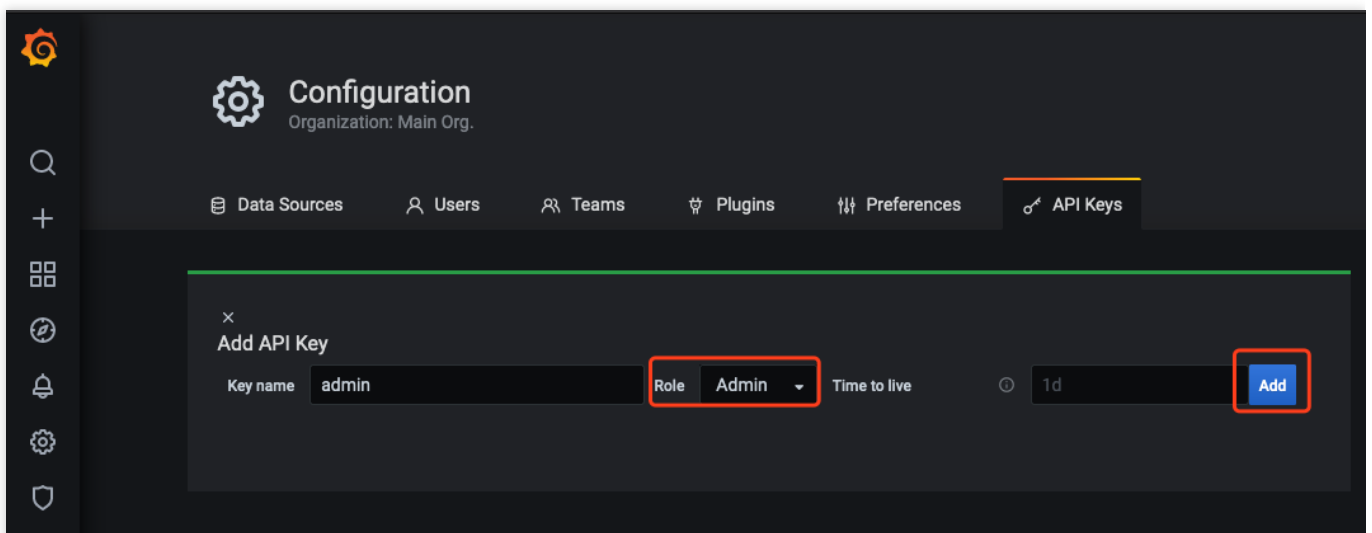 Configuration
Organization: Main Org.
Data Sources Users Teams Plugins Preferences API Keys
Add API Key
Key name admin Role Admin Time to live 1d Add